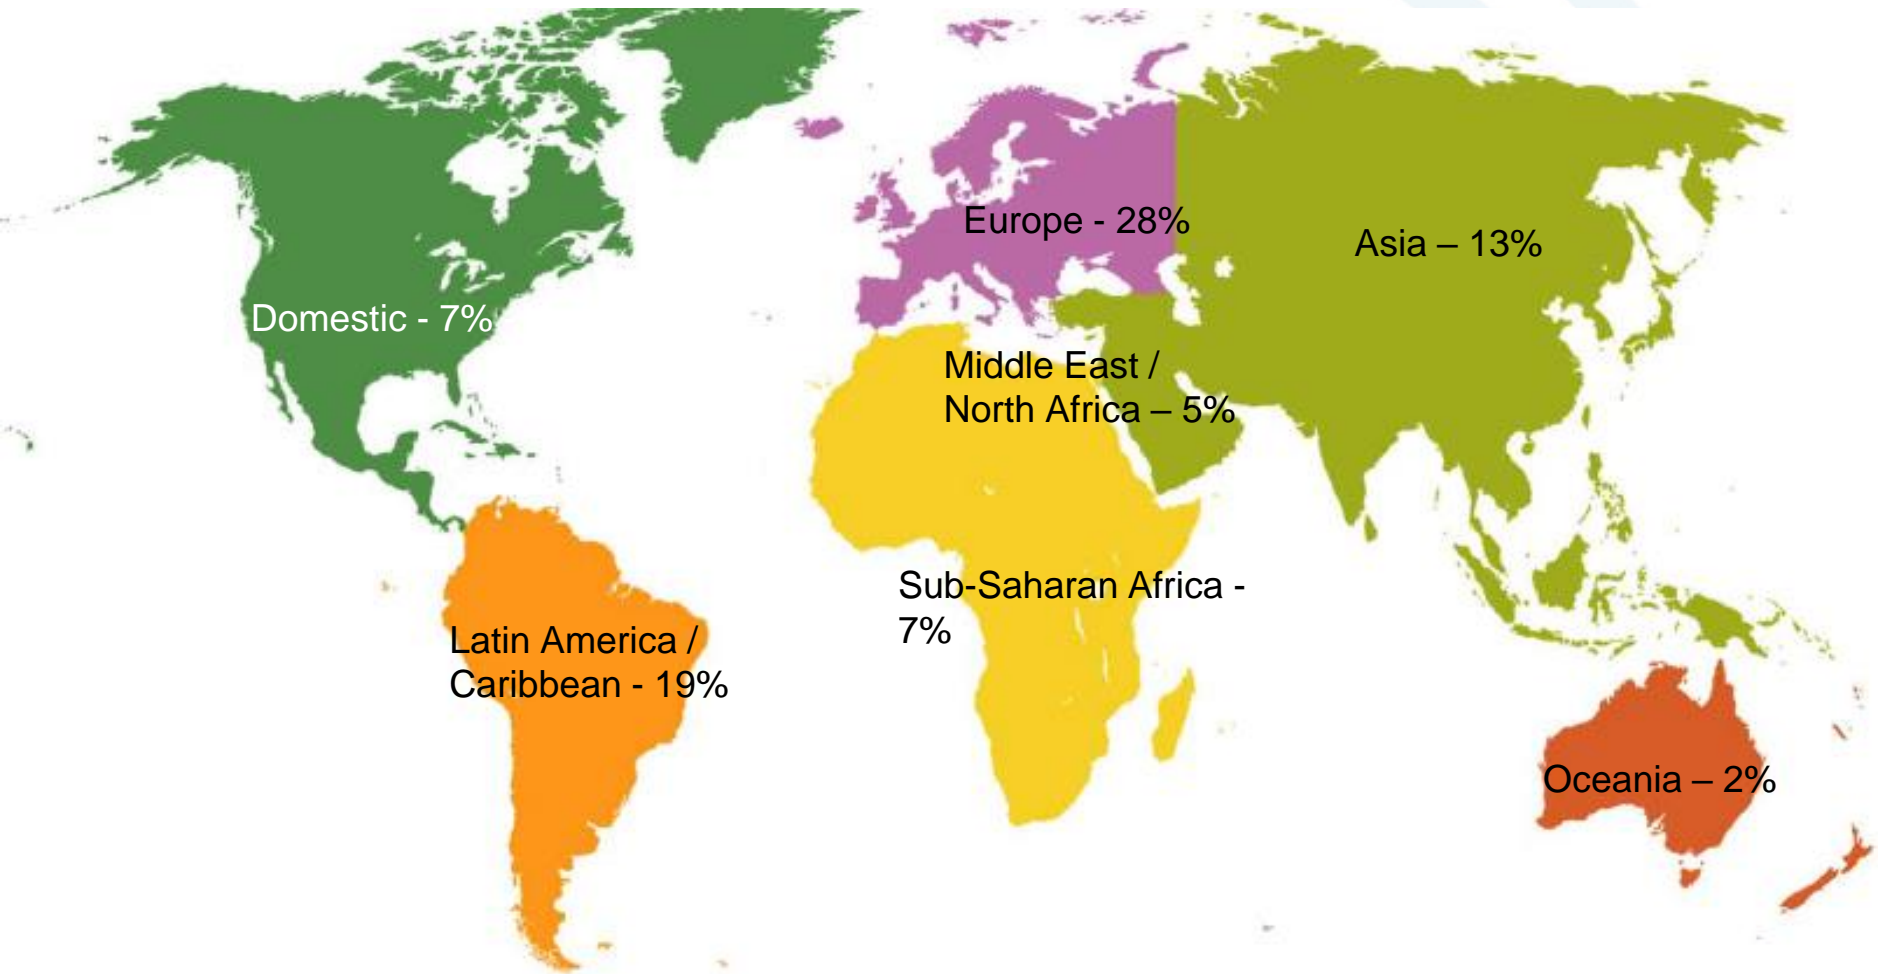 Europe - 28%
Asia – 13%
Domestic - 7%
Middle East /
North Africa – 5%
Sub-Saharan Africa -
7%
Latin America /
Caribbean - 19%
Oceania – 2%